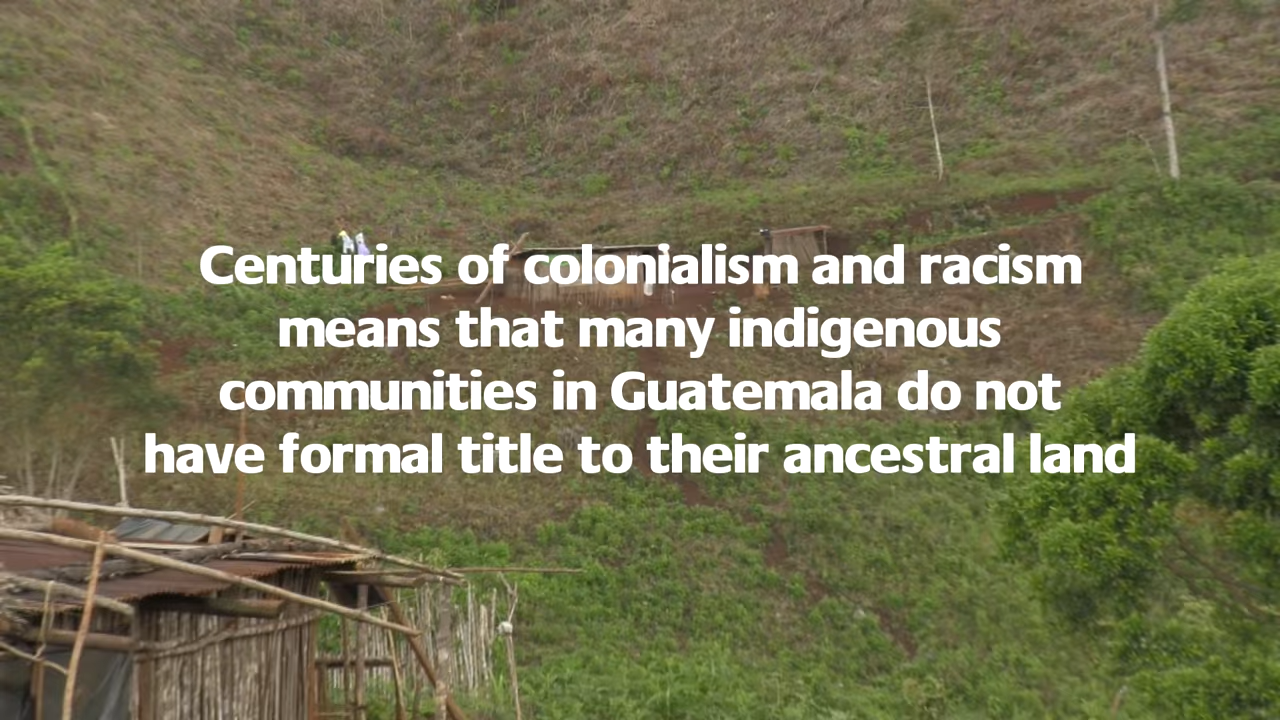 Centuries of colonialism and racism
means that many indigenous
communities in Guatemala do not
have formal title to their ancestral land